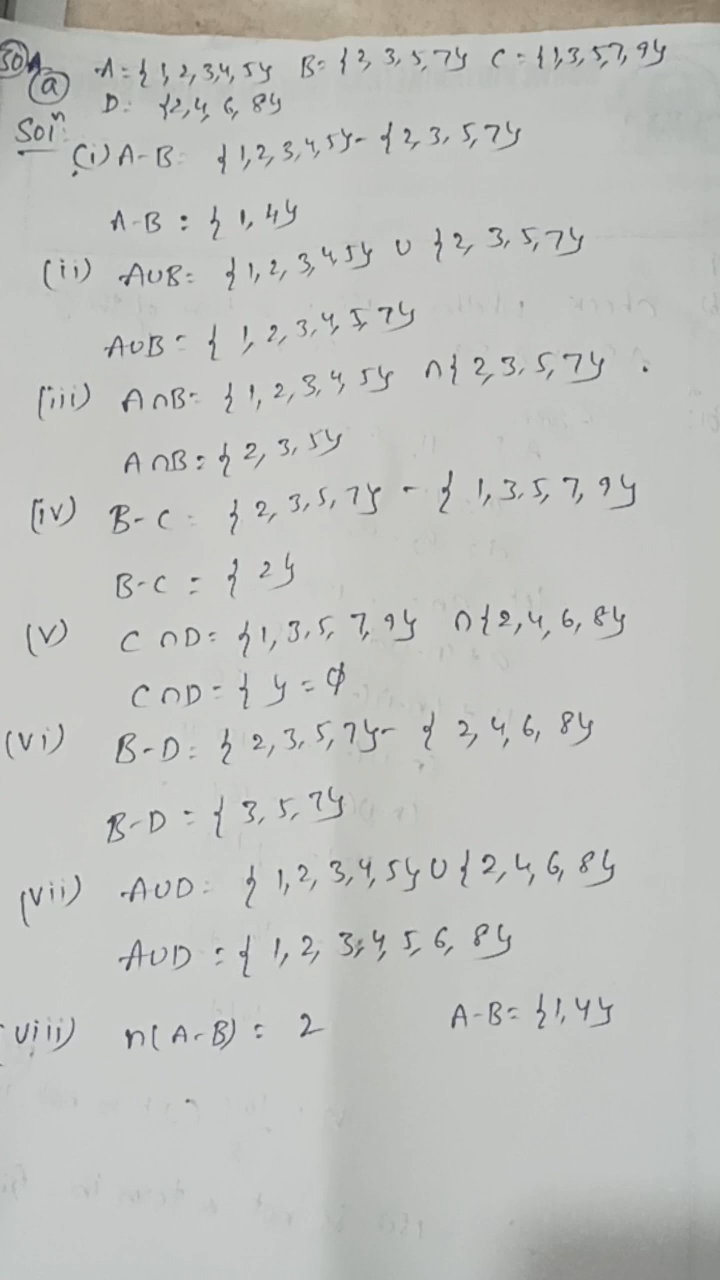 (a) A = {1, 2, 3, 4, 5} B = {2, 3, 5, 7} C = {1, 3, 5, 7, 9}
D = {2, 4, 6, 8}
Solⁿ:
(i) A-B = {1, 2, 3, 4, 5} - {2, 3, 5, 7}
A-B = {1, 4}
(ii) A∪B = {1, 2, 3, 4, 5} ∪ {2, 3, 5, 7}
A∪B = {1, 2, 3, 4, 5, 7}
(iii) A∩B = {1, 2, 3, 4, 5} ∩ {2, 3, 5, 7}.
A∩B = {2, 3, 5}
(iv) B-C = {2, 3, 5, 7} - {1, 3, 5, 7, 9}
B-C = {2}
(v) C∩D = {1, 3, 5, 7, 9} ∩ {2, 4, 6, 8}
C∩D = { } = ϕ
(vi) B-D = {2, 3, 5, 7} - {2, 4, 6, 8}
B-D = {3, 5, 7}
(vii) A∪D = {1, 2, 3, 4, 5} ∪ {2, 4, 6, 8}
A∪D = {1, 2, 3, 4, 5, 6, 8}
viii) n(A-B) = 2 A-B = {1, 4}